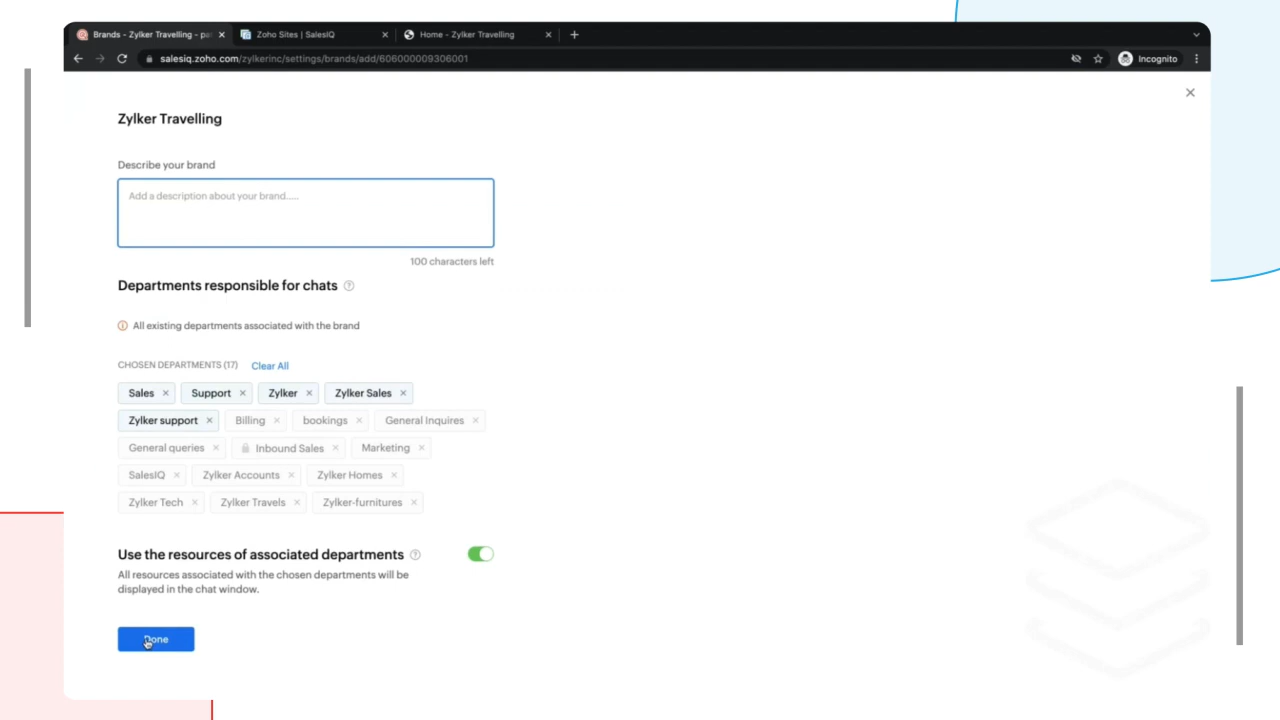 Brands - Zylker Travelling - pa
Zoho Sites | SalesIQ
Home - Zylker Travelling
salesiq.zoho.com/zylkerinc/settings/brands/add/606000009306001
Incognito
Zylker Travelling
Describe your brand
Add a description about your brand.....
100 characters left
Departments responsible for chats
All existing departments associated with the brand
CHOSEN DEPARTMENTS (17) Clear All
Sales Support Zylker Zylker Sales
Zylker support Billing bookings General Inquires
General queries Inbound Sales Marketing
SalesIQ Zylker Accounts Zylker Homes
Zylker Tech Zylker Travels Zylker-furnitures
Use the resources of associated departments
All resources associated with the chosen departments will be
displayed in the chat window.
Done